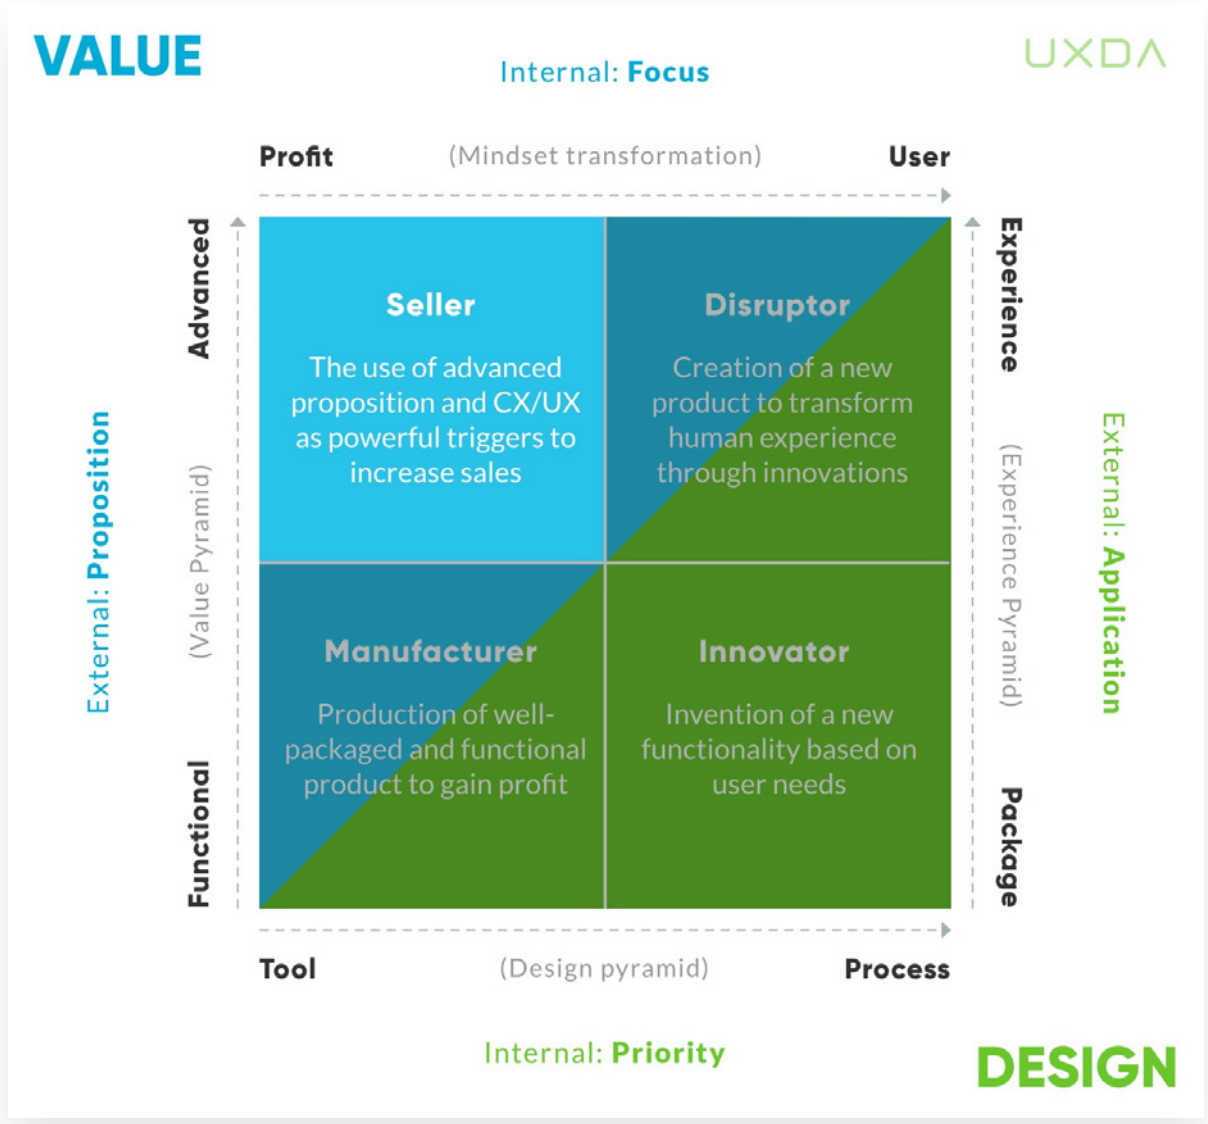 VALUE
UXDA
Internal: Focus
Profit
(Mindset transformation)
User
Advanced
(Value Pyramid)
Functional
External: Proposition
Seller
The use of advanced
proposition and CX/UX
as powerful triggers to
increase sales
Disruptor
Creation of a new
product to transform
human experience
through innovations
Manufacturer
Production of well-
packaged and functional
product to gain profit
Innovator
Invention of a new
functionality based on
user needs
Experience
(Experience Pyramid)
Package
External: Application
Tool
(Design pyramid)
Process
Internal: Priority
DESIGN